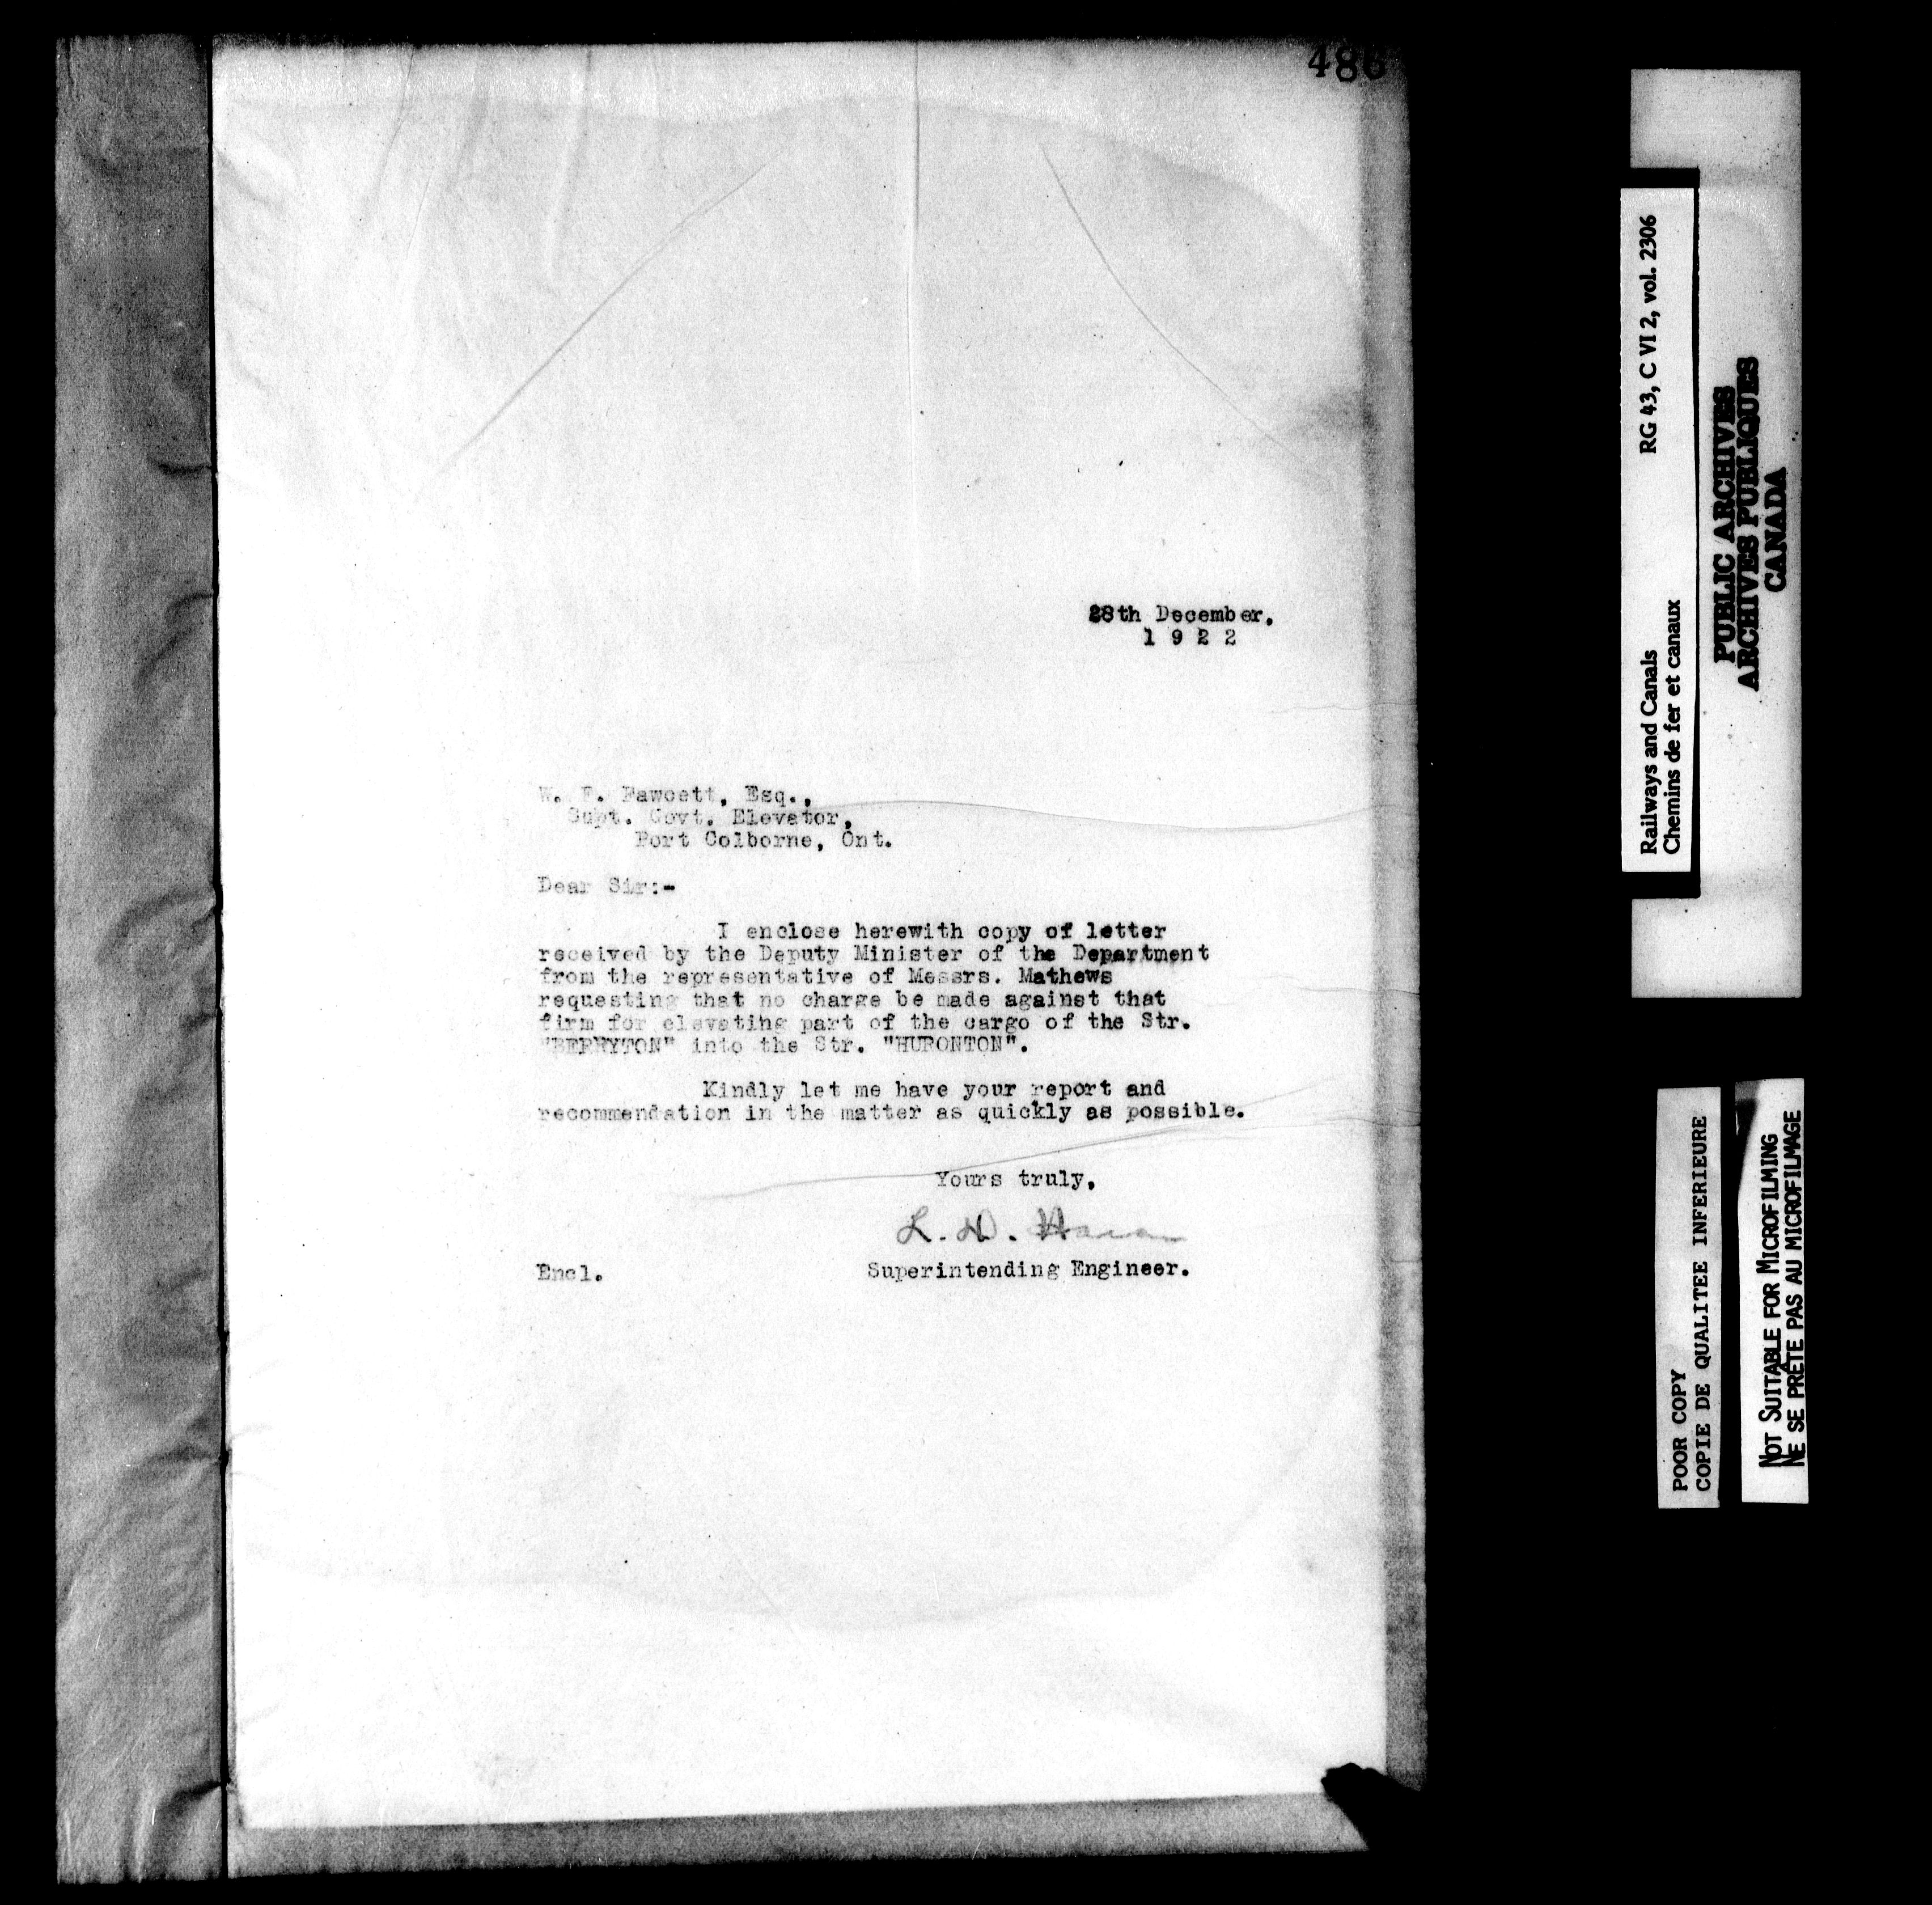 486
28th December,
1 9 2 2
W. F. Fawcett, Esq.,
Supt. Govt. Elevator,
Port Colborne, Ont.
Dear Sir:-
I enclose herewith copy of letter
received by the Deputy Minister of the Department
from the representative of Messrs. Mathews
requesting that no charge be made against that
firm for elevating part of the cargo of the Str.
"BERRYTON" into the Str. "HURONTON".
Kindly let me have your report and
recommendation in the matter as quickly as possible.
Yours truly,
L. D. Hara
Encl. Superintending Engineer.
Railways and Canals RG 43, C VI 2, vol. 2306
Chemins de fer et canaux
PUBLIC ARCHIVES
ARCHIVES PUBLIQUES
CANADA
POOR COPY
COPIE DE QUALITEE INFERIEURE
NOT SUITABLE FOR MICROFILMING
NE SE PRÊTE PAS AU MICROFILMAGE